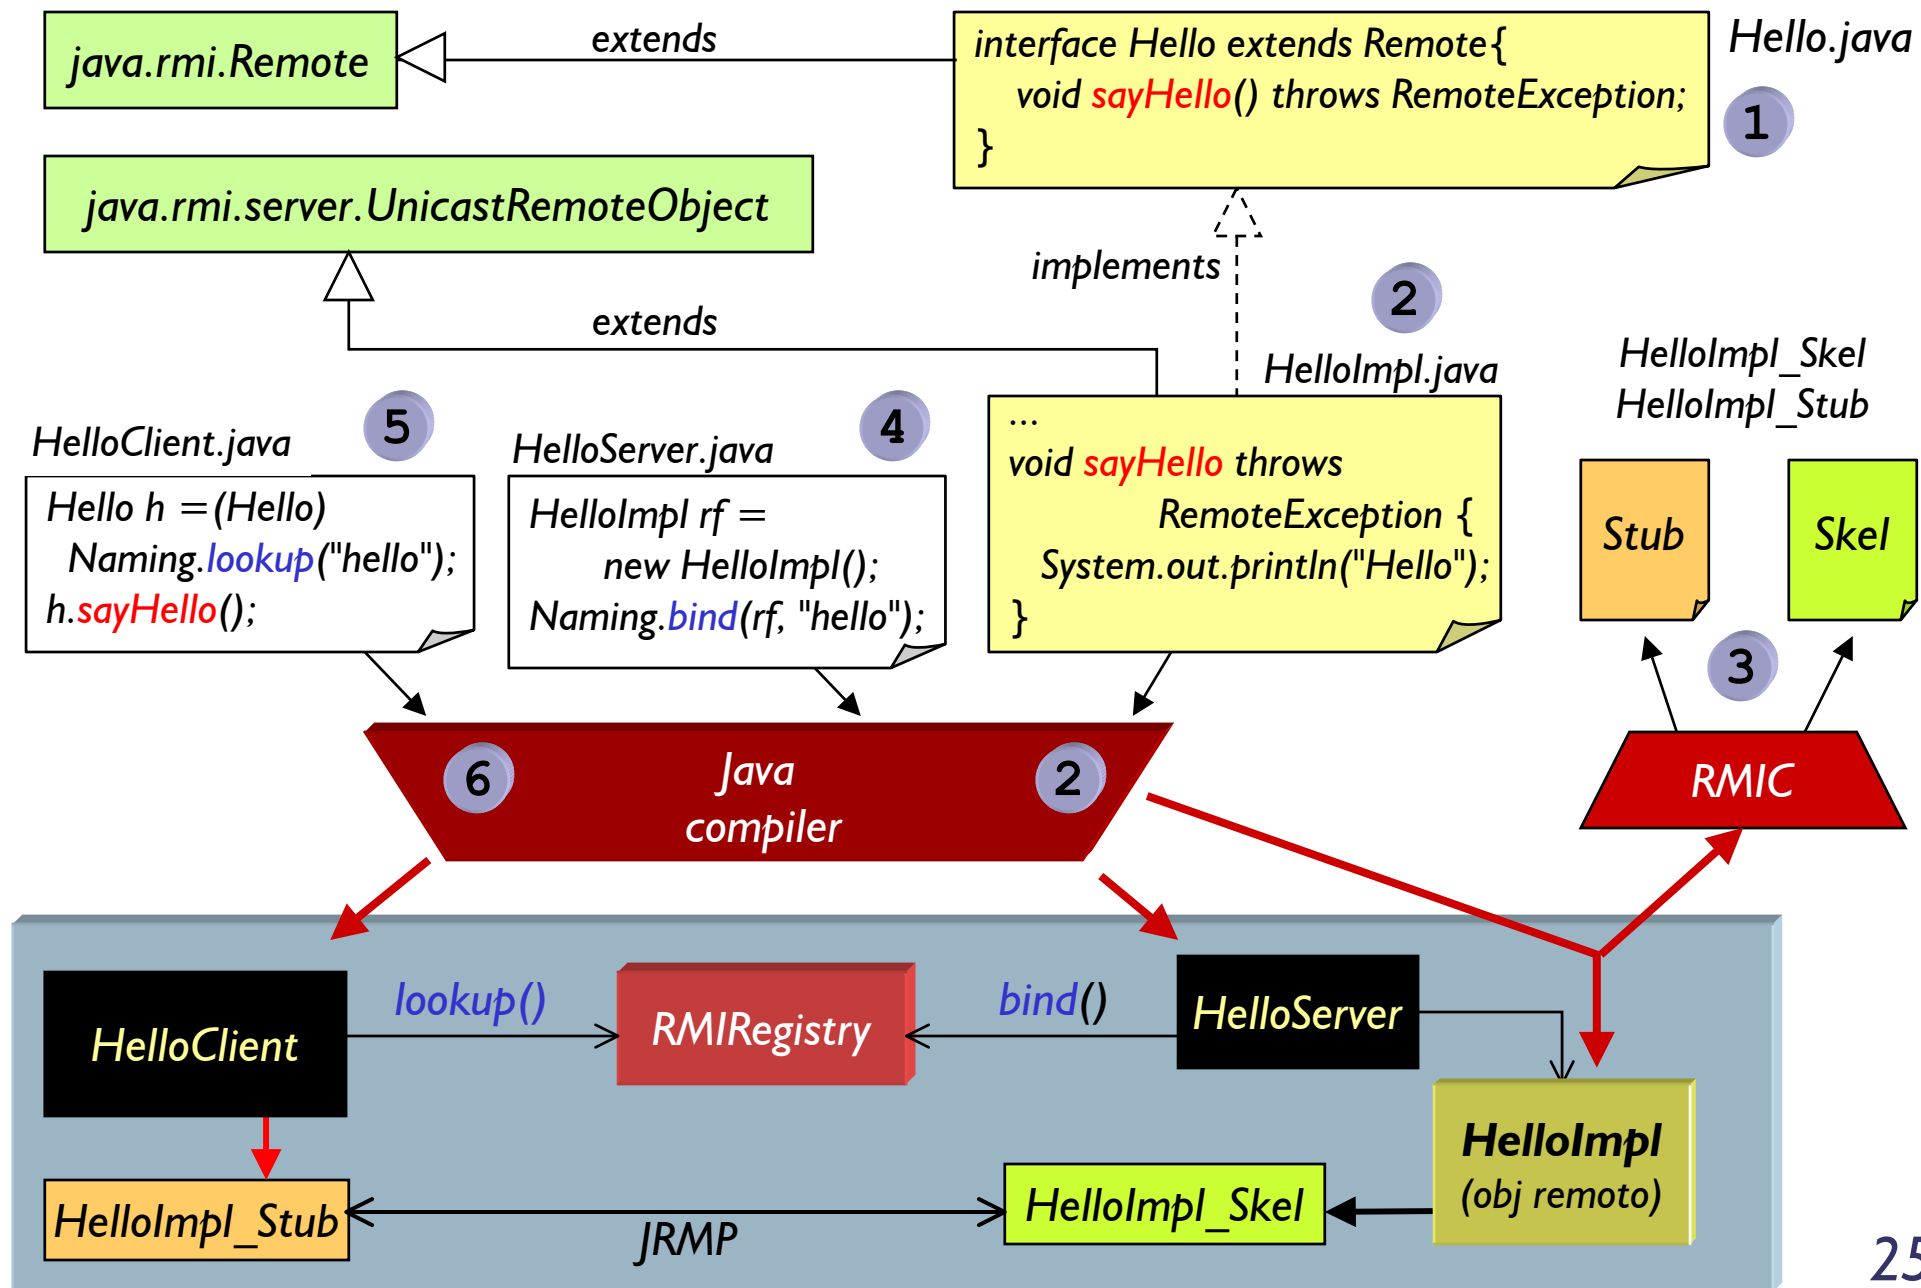 java.rmi.Remote
extends
interface Hello extends Remote{
void sayHello() throws RemoteException;
}
Hello.java
1
java.rmi.server.UnicastRemoteObject
implements
2
extends
HelloImpl.java
HelloImpl_Skel
HelloImpl_Stub
5
HelloClient.java
Hello h =(Hello)
Naming.lookup("hello");
h.sayHello();
4
HelloServer.java
HelloImpl rf =
new HelloImpl();
Naming.bind(rf, "hello");
...
void sayHello throws
RemoteException {
System.out.println("Hello");
}
Stub
Skel
3
6
Java
compiler
2
RMIC
HelloClient
lookup()
RMIRegistry
bind()
HelloServer
HelloImpl
(obj remoto)
HelloImpl_Stub
JRMP
HelloImpl_Skel
25